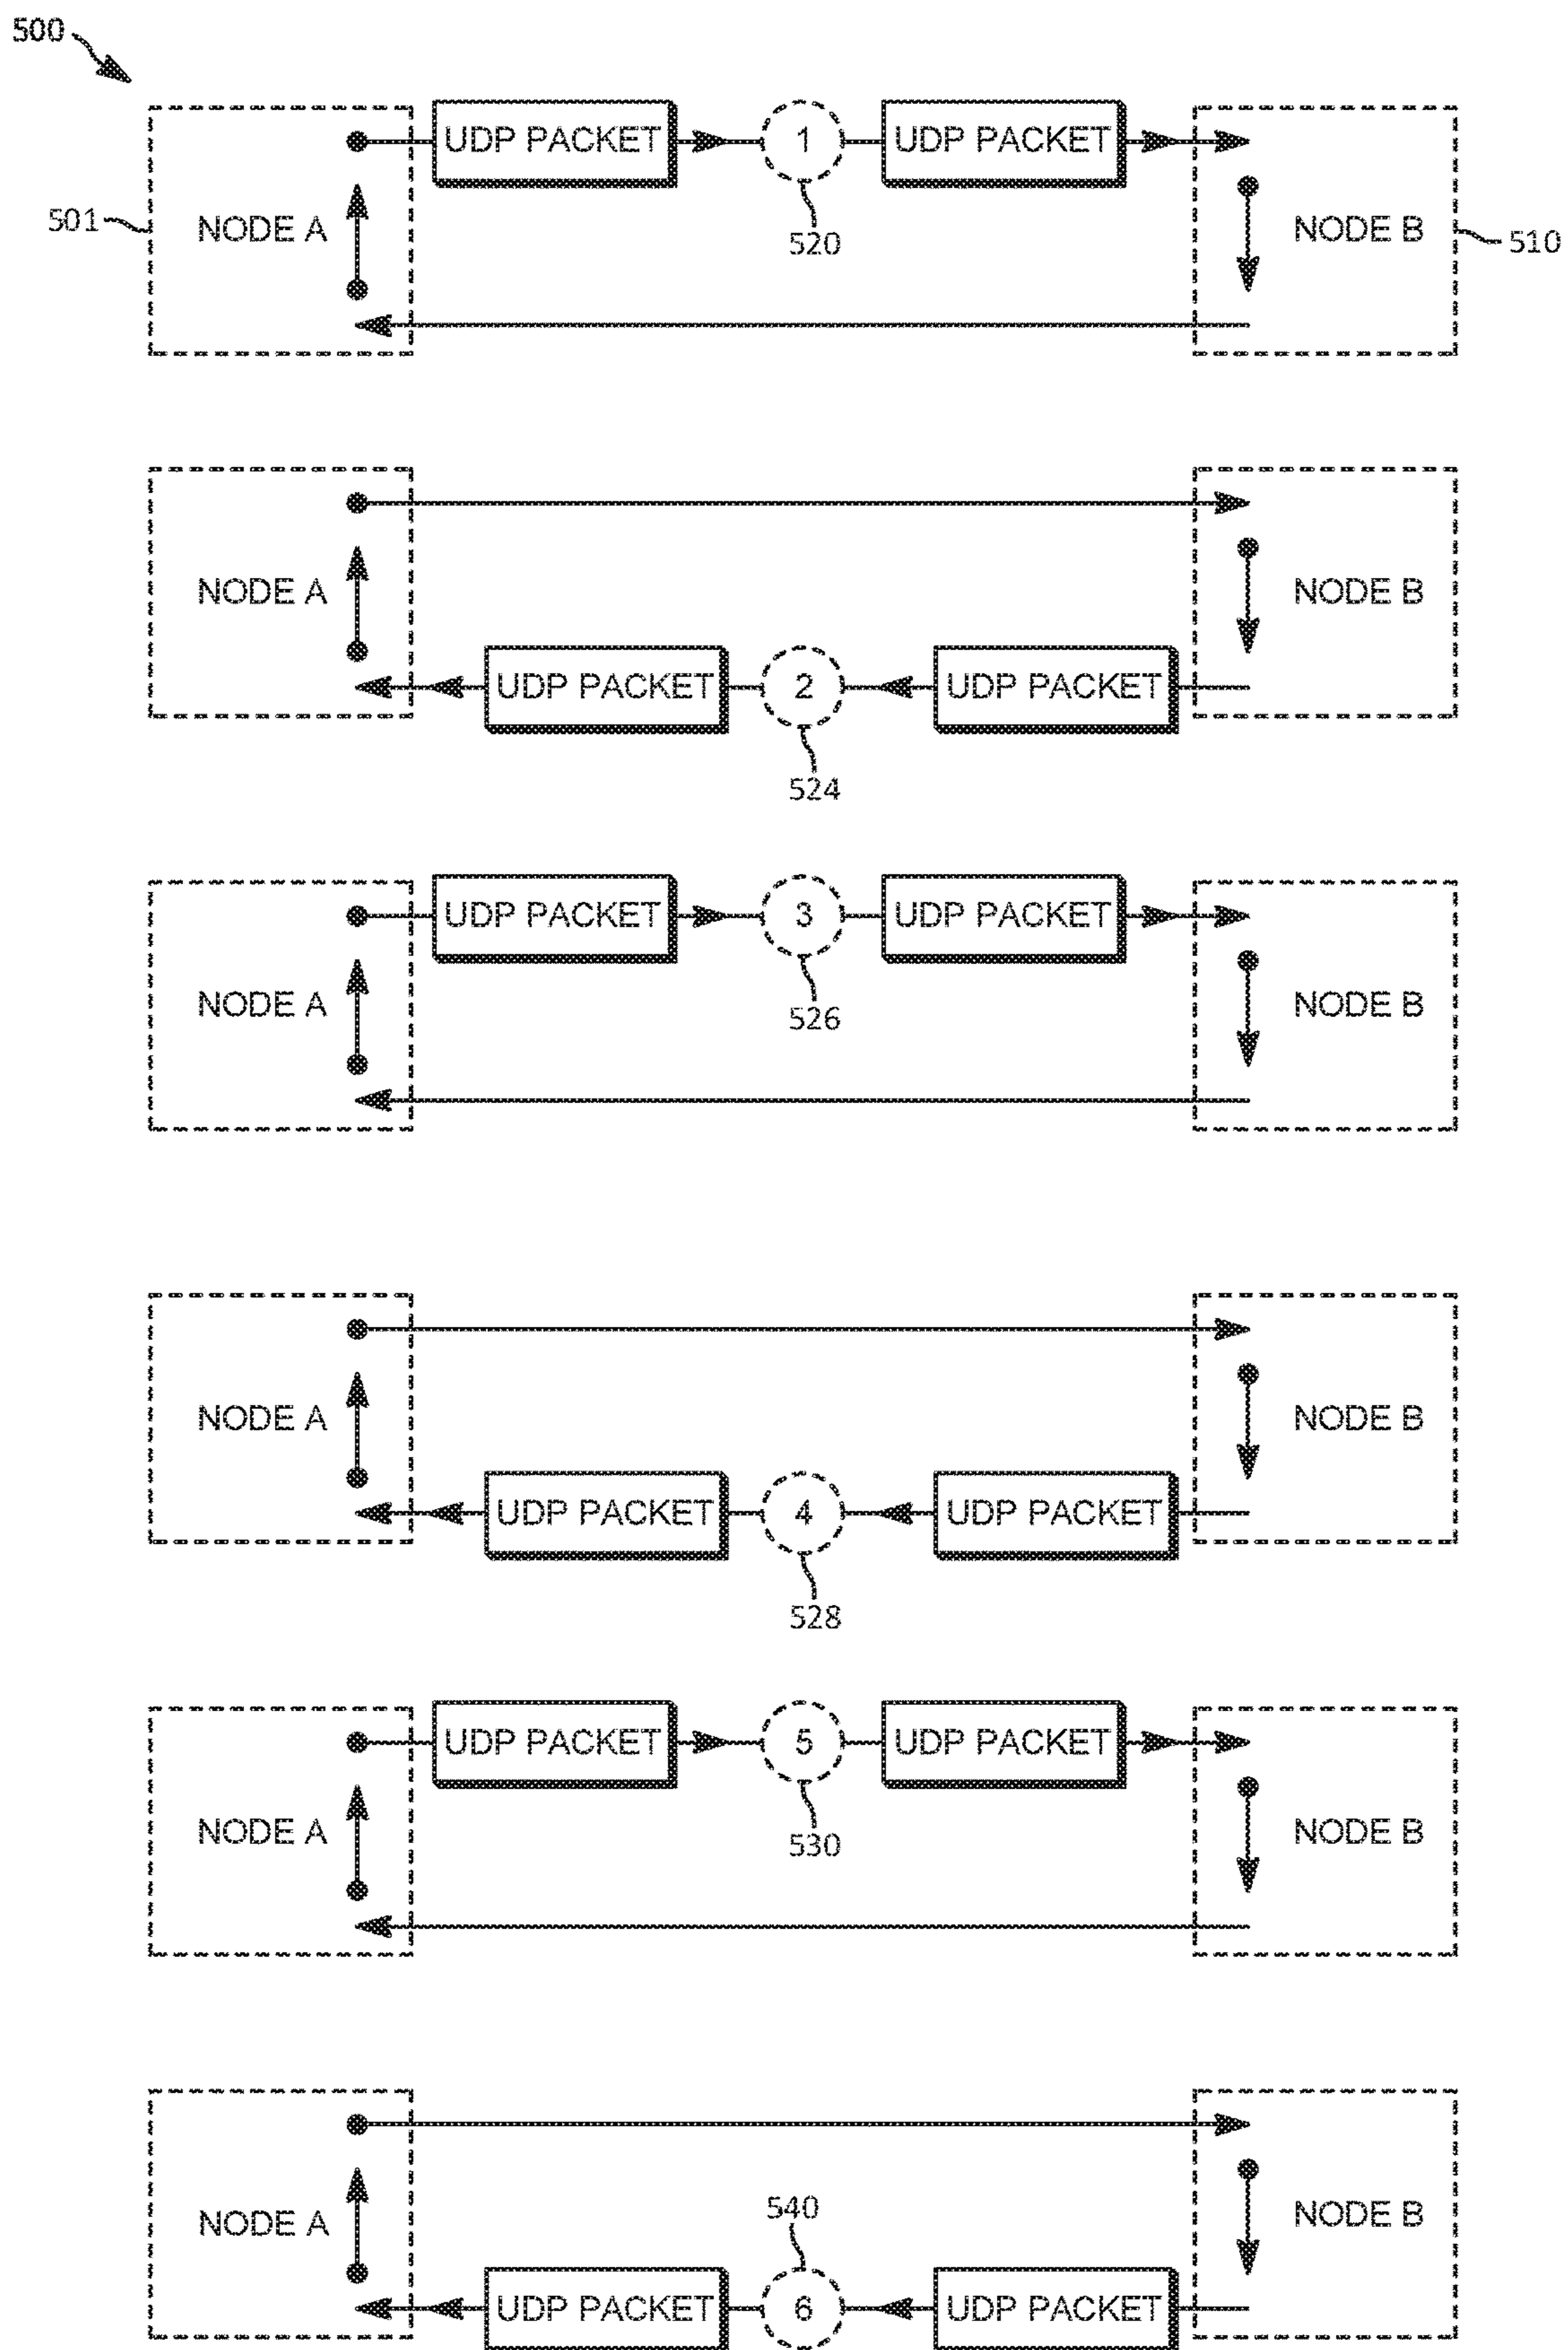 500
UDP PACKET 1 UDP PACKET
501 NODE A 520 NODE B 510
NODE A NODE B
UDP PACKET 2 UDP PACKET
524
UDP PACKET 3 UDP PACKET
NODE A 526 NODE B
NODE A NODE B
UDP PACKET 4 UDP PACKET
528
UDP PACKET 5 UDP PACKET
NODE A 530 NODE B
NODE A 540 NODE B
UDP PACKET 6 UDP PACKET